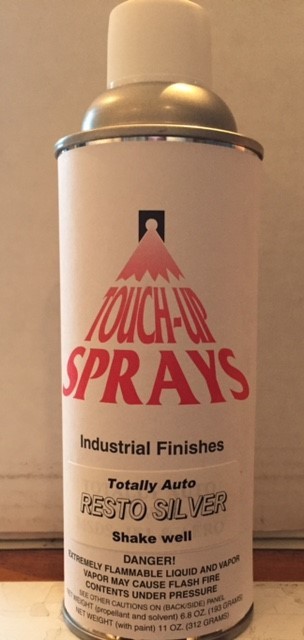 TOUCH-UP
SPRAYS
Industrial Finishes
Totally Auto
RESTO SILVER
Shake well
DANGER!
EXTREMELY FLAMMABLE LIQUID AND VAPOR
VAPOR MAY CAUSE FLASH FIRE
CONTENTS UNDER PRESSURE
SEE OTHER CAUTIONS ON (BACK/SIDE) PANEL
NET WEIGHT (propellant and solvent) 6.8 OZ. (193 GRAMS)
NET WEIGHT (with paint) 11 OZ. (312 GRAMS)